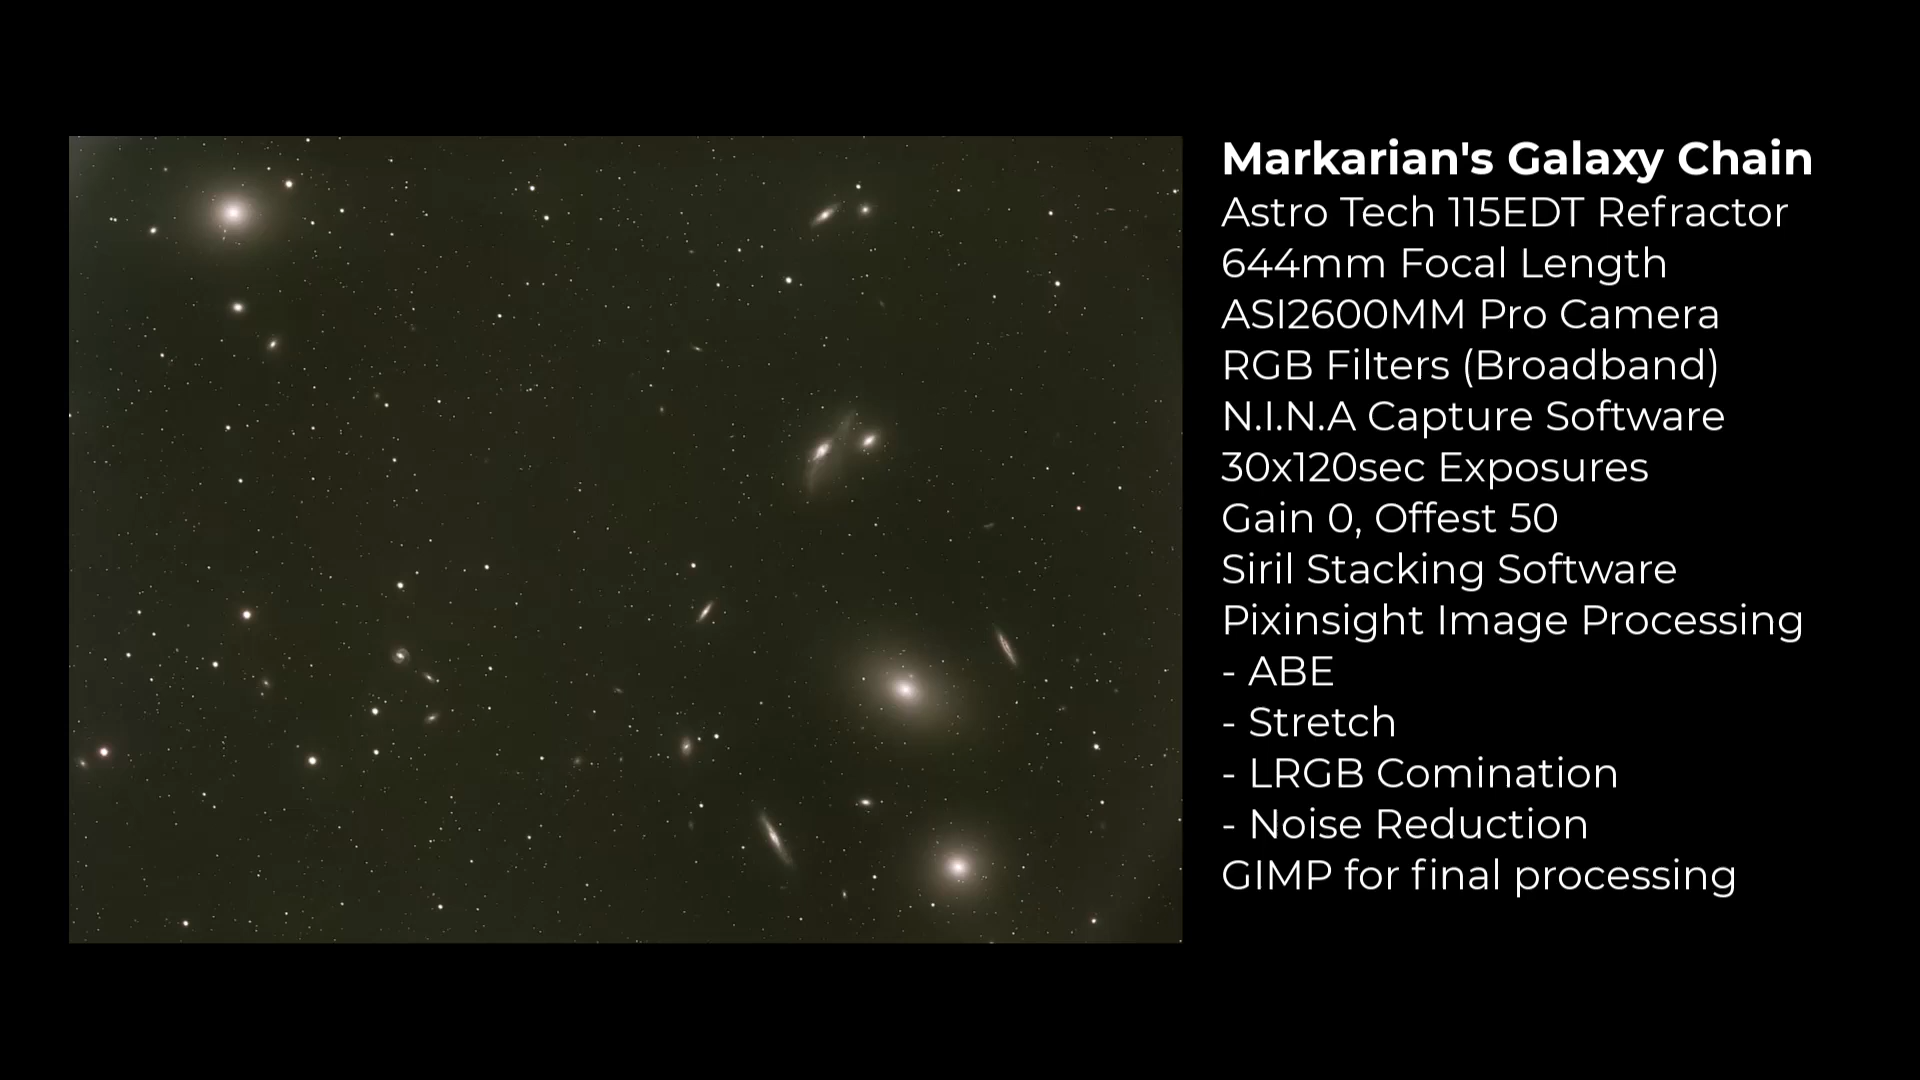 Markarian's Galaxy Chain
Astro Tech 115EDT Refractor
644mm Focal Length
ASI2600MM Pro Camera
RGB Filters (Broadband)
N.I.N.A Capture Software
30x120sec Exposures
Gain 0, Offest 50
Siril Stacking Software
Pixinsight Image Processing
- ABE
- Stretch
- LRGB Comination
- Noise Reduction
GIMP for final processing